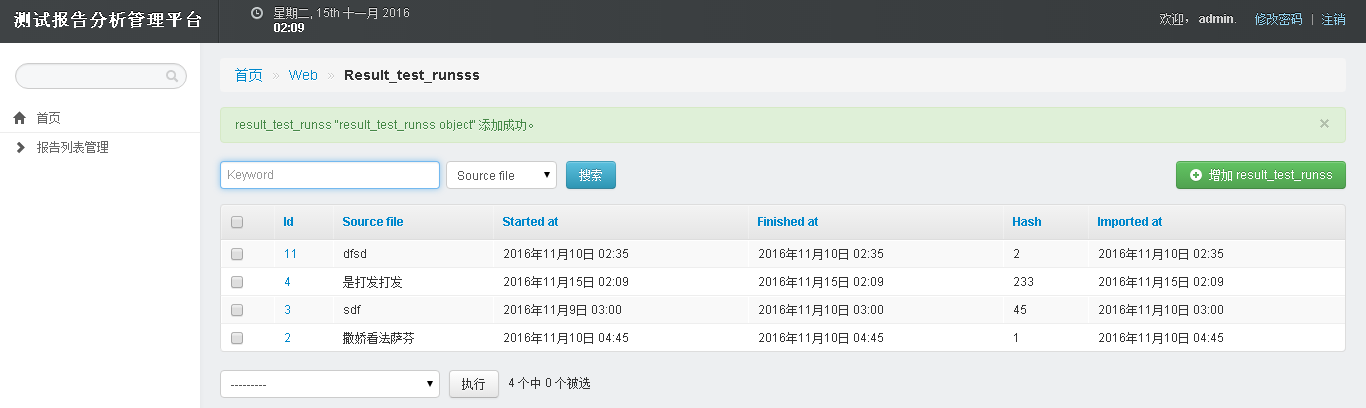 测试报告分析管理平台
星期二, 15th 十一月 2016
02:09
欢迎，admin. 修改密码 | 注销
首页 » Web » Result_test_runsss
首页
报告列表管理
result_test_runss "result_test_runss object" 添加成功。 ×
Keyword Source file 搜索 增加 result_test_runss
Id Source file Started at Finished at Hash Imported at
11 dfsd 2016年11月10日 02:35 2016年11月10日 02:35 2 2016年11月10日 02:35
4 是打发打发 2016年11月15日 02:09 2016年11月15日 02:09 233 2016年11月15日 02:09
3 sdf 2016年11月9日 03:00 2016年11月10日 03:00 45 2016年11月10日 03:00
2 撒娇看法萨芬 2016年11月10日 04:45 2016年11月10日 04:45 1 2016年11月10日 04:45
--------- 执行 4 个中 0 个被选